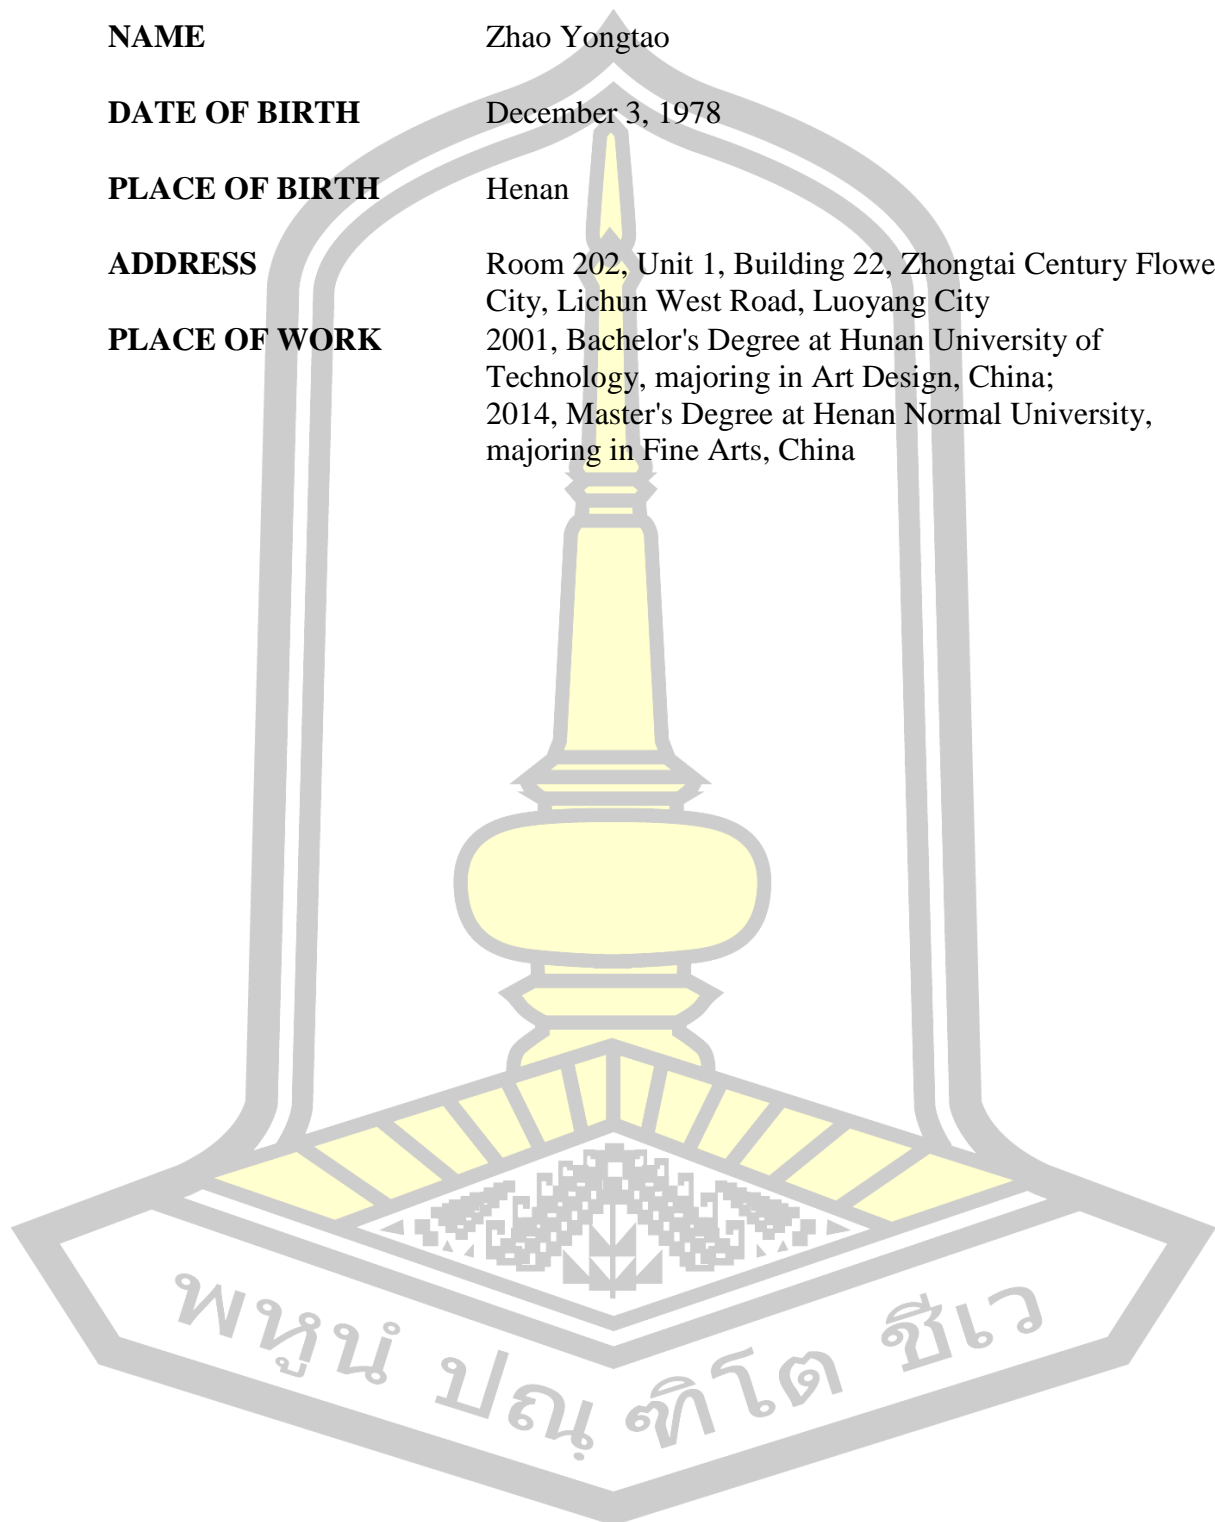 NAME Zhao Yongtao
DATE OF BIRTH December 3, 1978
PLACE OF BIRTH Henan
ADDRESS Room 202, Unit 1, Building 22, Zhongtai Century Flowe
City, Lichun West Road, Luoyang City
PLACE OF WORK 2001, Bachelor's Degree at Hunan University of
Technology, majoring in Art Design, China;
2014, Master's Degree at Henan Normal University,
majoring in Fine Arts, China
พหูนํ ปณฺฑิโต ชีเว